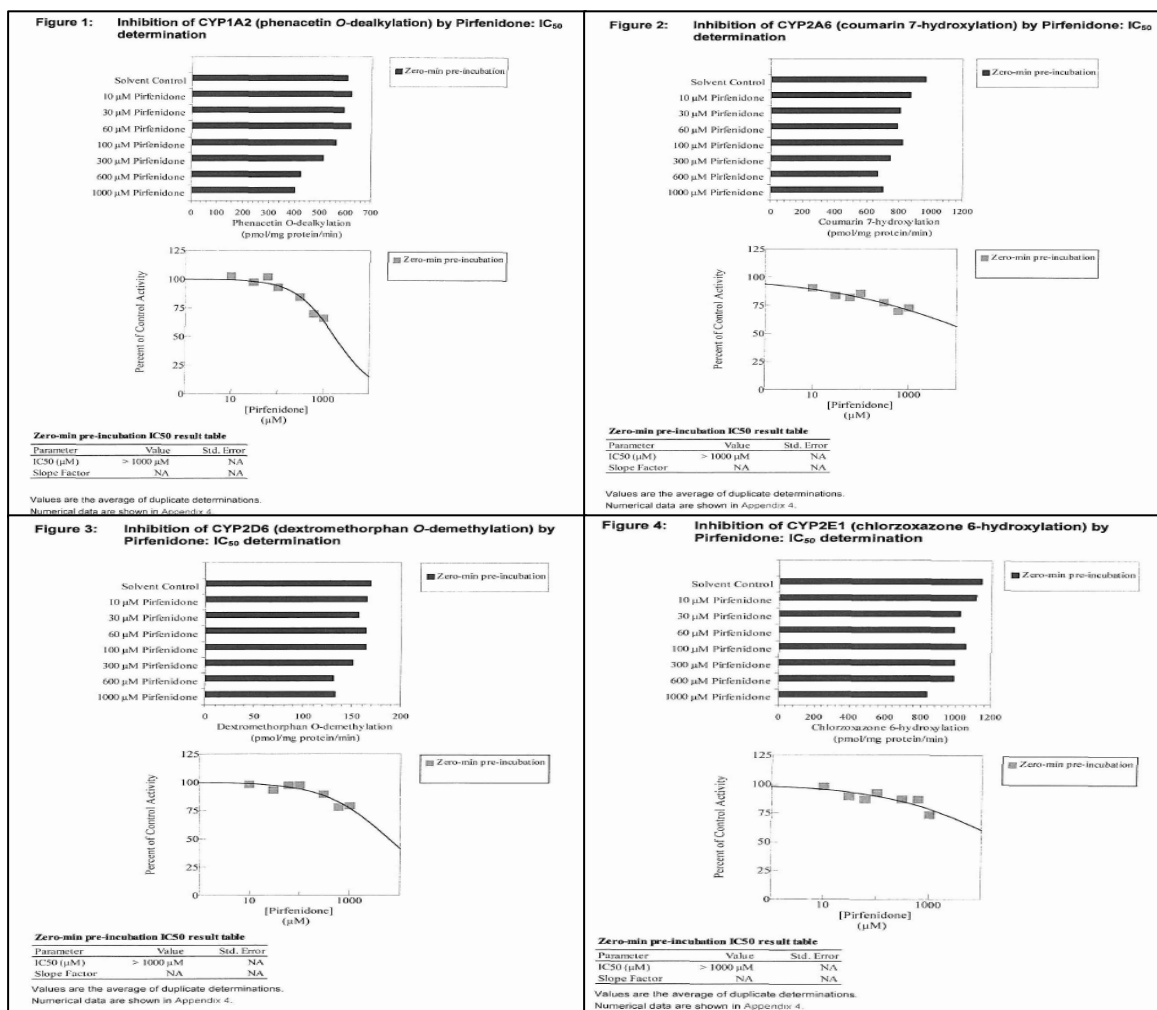 Figure 1: Inhibition of CYP1A2 (phenacetin O-dealkylation) by Pirfenidone: IC50
determination
Zero-min pre-incubation
Solvent Control
10 µM Pirfenidone
30 µM Pirfenidone
60 µM Pirfenidone
100 µM Pirfenidone
300 µM Pirfenidone
600 µM Pirfenidone
1000 µM Pirfenidone
0 100 200 300 400 500 600 700
Phenacetin O-dealkylation
(pmol/mg protein/min)
Zero-min pre-incubation
Percent of Control Activity
125
100
75
50
25
0
10 1000
[Pirfenidone]
(µM)
Zero-min pre-incubation IC50 result table
Parameter Value Std. Error
IC50 (µM) > 1000 µM NA
Slope Factor NA NA
Values are the average of duplicate determinations.
Numerical data are shown in Appendix 4.
Figure 2: Inhibition of CYP2A6 (coumarin 7-hydroxylation) by Pirfenidone: IC50
determination
Zero-min pre-incubation
Solvent Control
10 µM Pirfenidone
30 µM Pirfenidone
60 µM Pirfenidone
100 µM Pirfenidone
300 µM Pirfenidone
600 µM Pirfenidone
1000 µM Pirfenidone
0 200 400 600 800 1000 1200
Coumarin 7-hydroxylation
(pmol/mg protein/min)
Zero-min pre-incubation
Percent of Control Activity
125
100
75
50
25
0
10 1000
[Pirfenidone]
(µM)
Zero-min pre-incubation IC50 result table
Parameter Value Std. Error
IC50 (µM) > 1000 µM NA
Slope Factor NA NA
Values are the average of duplicate determinations.
Numerical data are shown in Appendix 4.
Figure 3: Inhibition of CYP2D6 (dextromethorphan O-demethylation) by
Pirfenidone: IC50 determination
Zero-min pre-incubation
Solvent Control
10 µM Pirfenidone
30 µM Pirfenidone
60 µM Pirfenidone
100 µM Pirfenidone
300 µM Pirfenidone
600 µM Pirfenidone
1000 µM Pirfenidone
0 50 100 150 200
Dextromethorphan O-demethylation
(pmol/mg protein/min)
Zero-min pre-incubation
Percent of Control Activity
125
100
75
50
25
0
10 1000
[Pirfenidone]
(µM)
Zero-min pre-incubation IC50 result table
Parameter Value Std. Error
IC50 (µM) > 1000 µM NA
Slope Factor NA NA
Values are the average of duplicate determinations.
Numerical data are shown in Appendix 4.
Figure 4: Inhibition of CYP2E1 (chlorzoxazone 6-hydroxylation) by
Pirfenidone: IC50 determination
Zero-min pre-incubation
Solvent Control
10 µM Pirfenidone
30 µM Pirfenidone
60 µM Pirfenidone
100 µM Pirfenidone
300 µM Pirfenidone
600 µM Pirfenidone
1000 µM Pirfenidone
0 200 400 600 800 1000 1200
Chlorzoxazone 6-hydroxylation
(pmol/mg protein/min)
Zero-min pre-incubation
Percent of Control Activity
125
100
75
50
25
0
10 1000
[Pirfenidone]
(µM)
Zero-min pre-incubation IC50 result table
Parameter Value Std. Error
IC50 (µM) > 1000 µM NA
Slope Factor NA NA
Values are the average of duplicate determinations.
Numerical data are shown in Appendix 4.